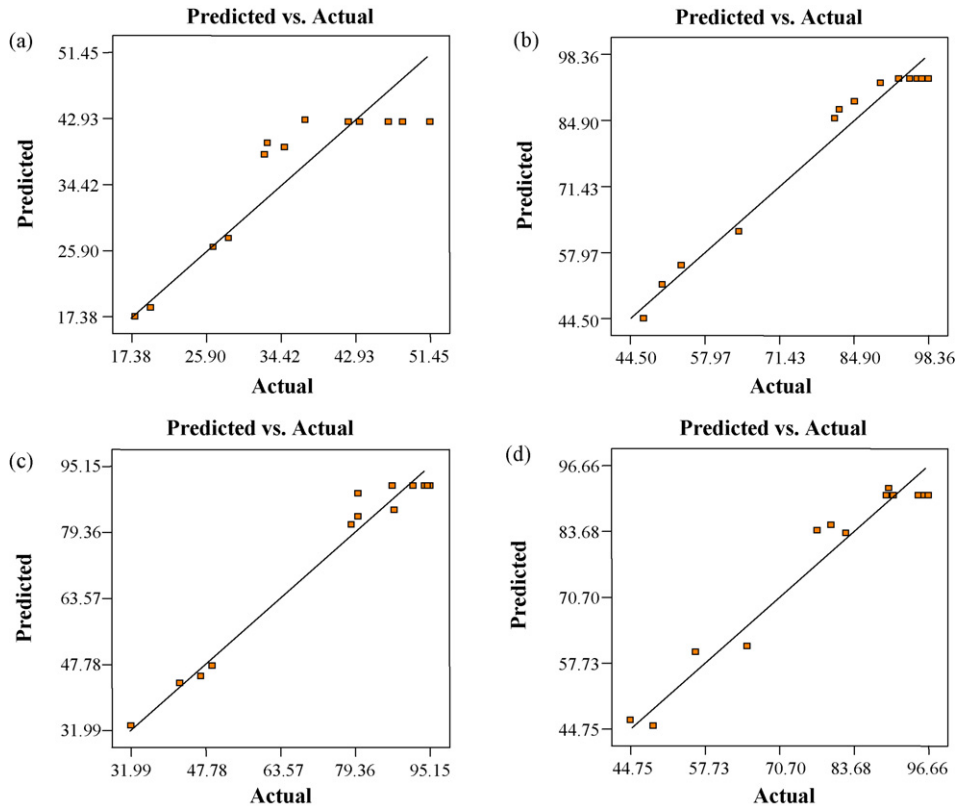 Predicted vs. Actual
(a)
51.45
42.93
34.42
25.90
17.38
Predicted
17.38 25.90 34.42 42.93 51.45
Actual
Predicted vs. Actual
(b)
98.36
84.90
71.43
57.97
44.50
Predicted
44.50 57.97 71.43 84.90 98.36
Actual
Predicted vs. Actual
(c)
95.15
79.36
63.57
47.78
31.99
Predicted
31.99 47.78 63.57 79.36 95.15
Actual
Predicted vs. Actual
(d)
96.66
83.68
70.70
57.73
44.75
Predicted
44.75 57.73 70.70 83.68 96.66
Actual